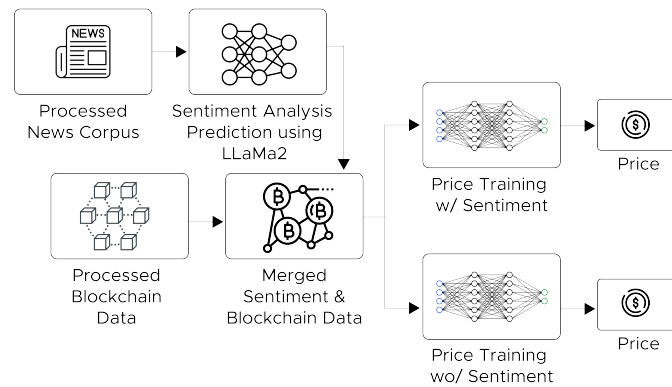 NEWS
Processed
News Corpus
Sentiment Analysis
Prediction using
LLaMa2
Processed
Blockchain
Data
Merged
Sentiment &
Blockchain Data
Price Training
w/ Sentiment
Price
Price Training
wo/ Sentiment
Price